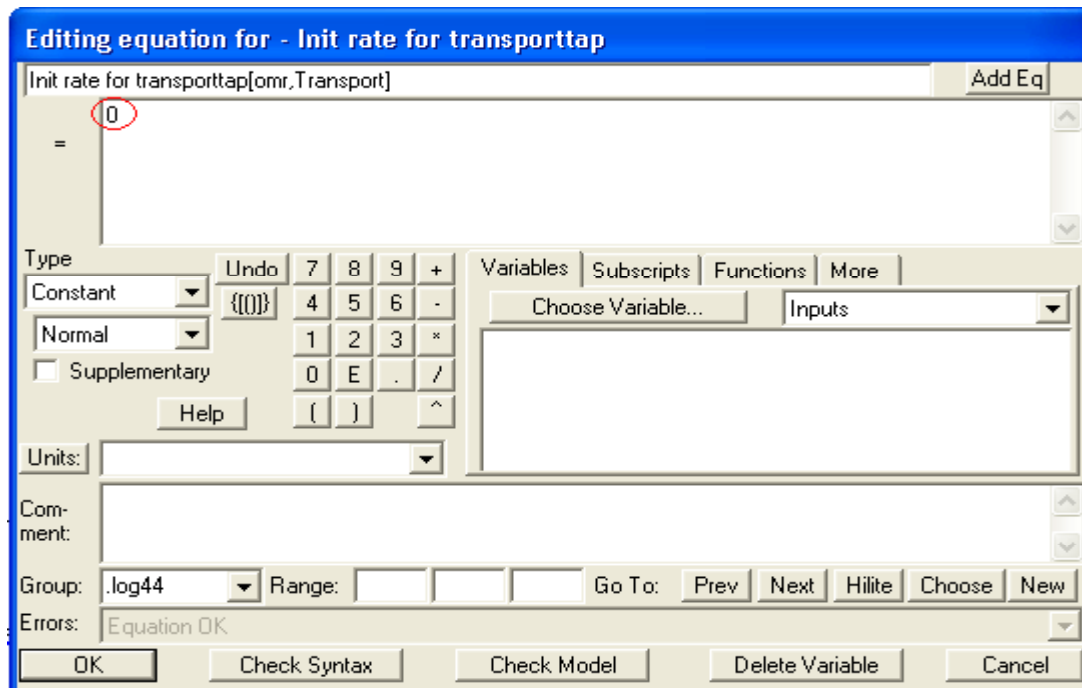 Editing equation for - Init rate for transporttap
Init rate for transporttap[omr,Transport] Add Eq
0
=
Type
Undo 7 8 9 + Variables Subscripts Functions More
Constant {[()]} 4 5 6 - Choose Variable... Inputs
Normal 1 2 3 *
Supplementary 0 E . /
Help ( ) ^
Units:
Com-
ment:
Group: .log44 Range: Go To: Prev Next Hilite Choose New
Errors: Equation OK
OK Check Syntax Check Model Delete Variable Cancel